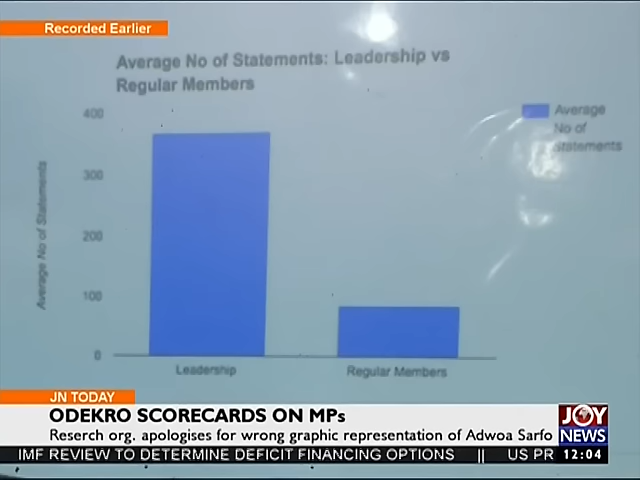 Recorded Earlier
Average No of Statements: Leadership vs
Regular Members
400
300
200
100
0
Average No of Statements
Average
No of
statements
Leadership
Regular Members
JN TODAY
ODEKRO SCORECARDS ON MPs
Reserch org. apologises for wrong graphic representation of Adwoa Sarfo
JOY
NEWS
IMF REVIEW TO DETERMINE DEFICIT FINANCING OPTIONS || US PR
12:04